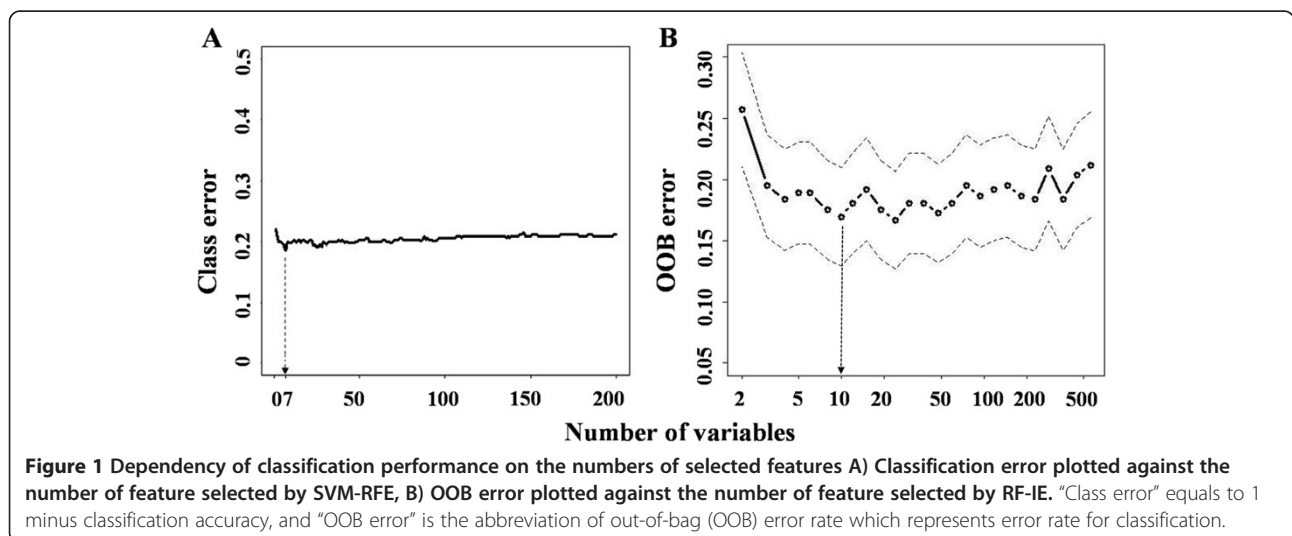 A
B
Class error
0.5
0.4
0.3
0.2
0.1
0
07 50 100 150 200
OOB error
0.30
0.25
0.20
0.15
0.10
0.05
2 5 10 20 50 100 200 500
Number of variables
Figure 1 Dependency of classification performance on the numbers of selected features A) Classification error plotted against the
number of feature selected by SVM-RFE, B) OOB error plotted against the number of feature selected by RF-IE. “Class error” equals to 1
minus classification accuracy, and “OOB error” is the abbreviation of out-of-bag (OOB) error rate which represents error rate for classification.